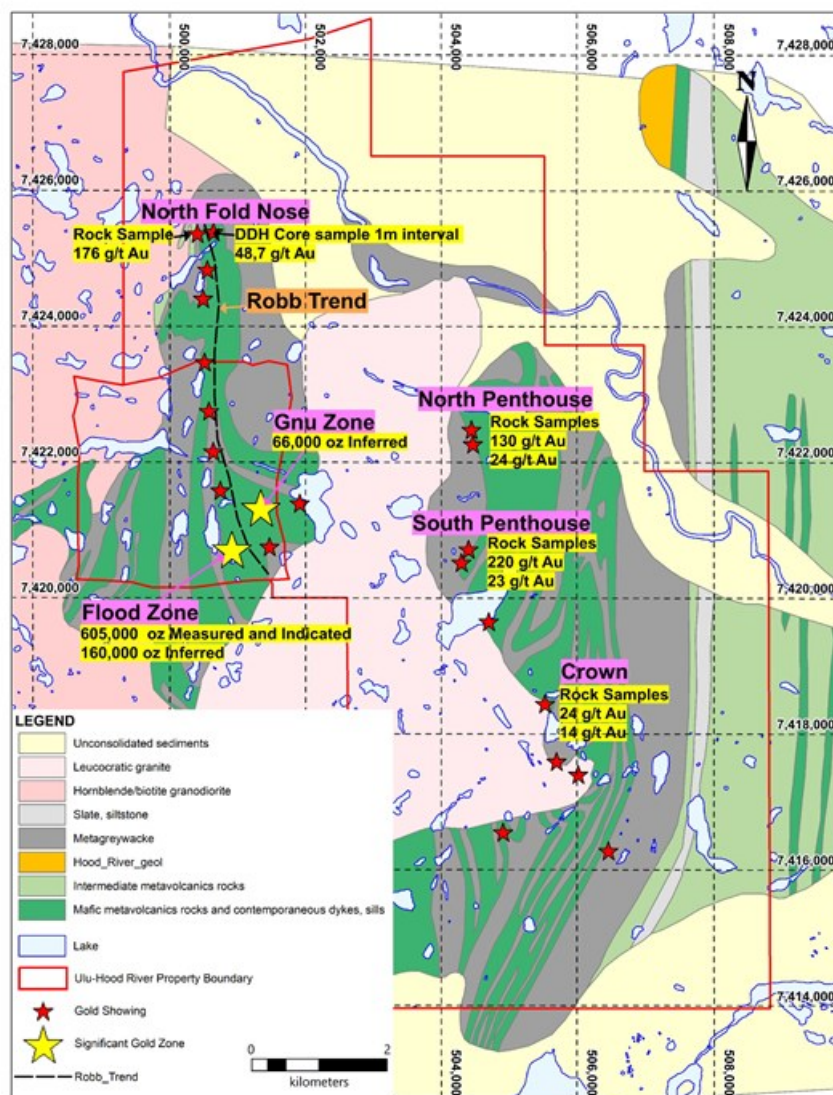 500,000
502,000
504,000
506,000
508,000
7,428,000
7,428,000
N
7,426,000
7,426,000
North Fold Nose
Rock Sample
176 g/t Au
DDH Core sample 1m interval
48,7 g/t Au
Robb Trend
7,424,000
7,424,000
North Penthouse
Rock Samples
130 g/t Au
24 g/t Au
Gnu Zone
66,000 oz Inferred
7,422,000
7,422,000
South Penthouse
Rock Samples
220 g/t Au
23 g/t Au
7,420,000
7,420,000
Flood Zone
605,000 oz Measured and Indicated
160,000 oz Inferred
Crown
Rock Samples
24 g/t Au
14 g/t Au
7,418,000
7,416,000
7,414,000
LEGEND
Unconsolidated sediments
Leucocratic granite
Hornblende/biotite granodiorite
Slate, siltstone
Metagreywacke
Hood_River_geol
Intermediate metavolcanics rocks
Mafic metavolcanics rocks and contemporaneous dykes, sills
Lake
Ulu-Hood River Property Boundary
Gold Showing
Significant Gold Zone
Robb_Trend
0
2
kilometers
504,000
506,000
508,000